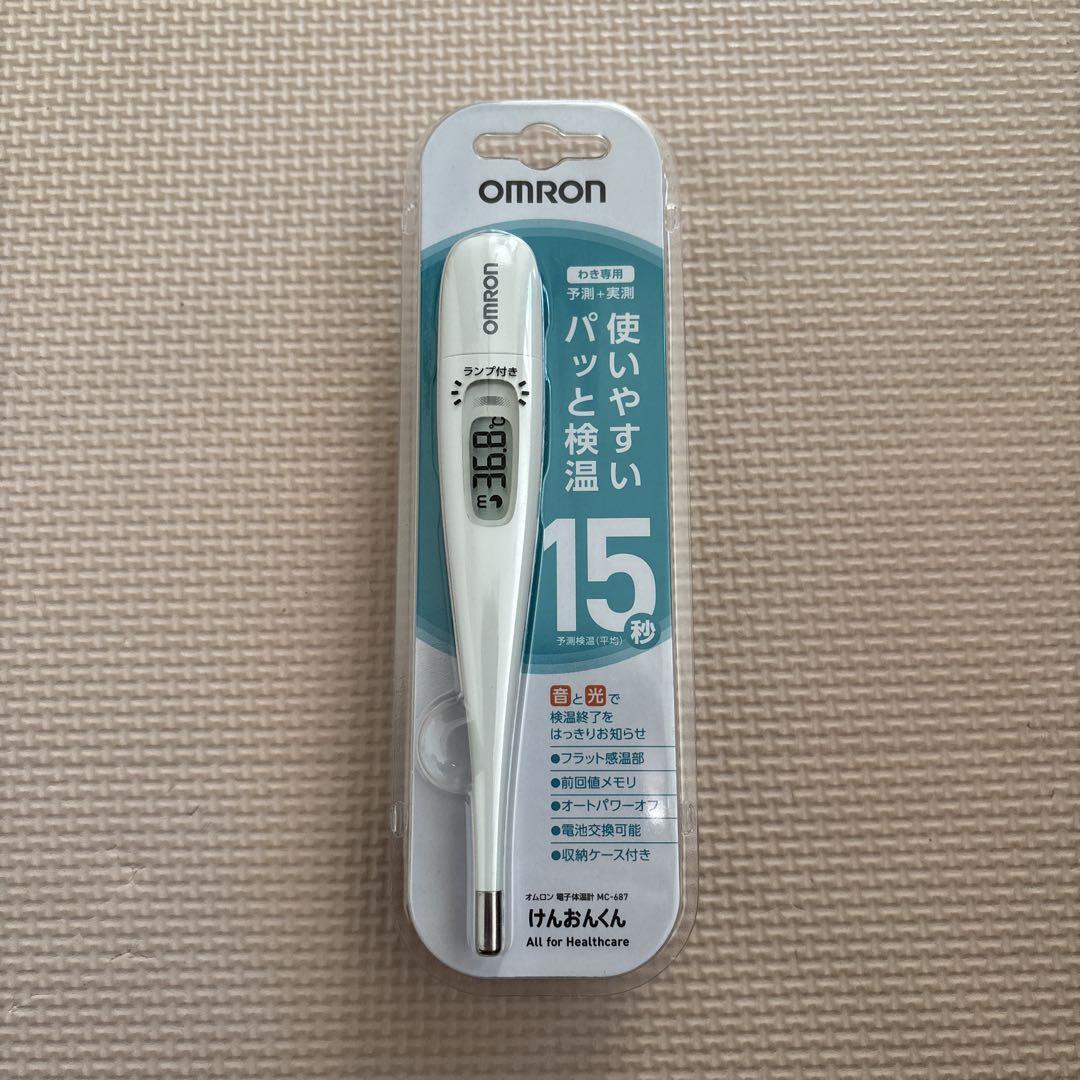 OMRON
OMRON
ランプ付き
36.8℃
m
わき専用
予測+実測
使いやすい
パッと検温
15秒
予測検温(平均)
音と光で
検温終了を
はっきりお知らせ
●フラット感温部
●前回値メモリ
●オートパワーオフ
●電池交換可能
●収納ケース付き
オムロン 電子体温計 MC-687
けんおんくん
All for Healthcare